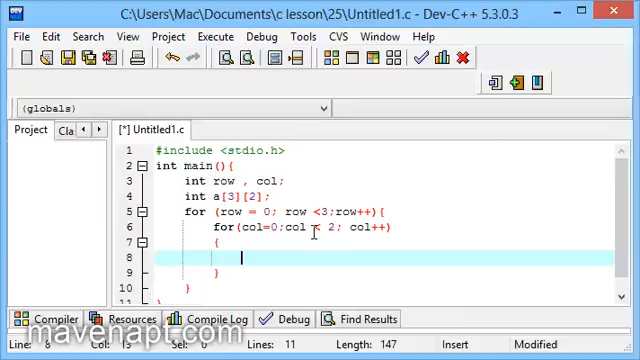 C:\Users\Mac\Documents\c lesson\25\Untitled1.c - Dev-C++ 5.3.0.3
File Edit Search View Project Execute Debug Tools CVS Window
(globals)
Project Cla [*] Untitled1.c
1 #include <stdio.h>
2 int main(){
3 int row , col;
4 int a[3][2];
5 for (row = 0; row <3;row++){
6 for(col=0;col < 2; col++)
7 {
8
9 }
10 }
11 }
Compiler Resources Compile Log Debug Find Results
mavenapt.com
Line: 8 Col: 13 Sel: 0 Lines: 11 Length: 147 Insert Modified